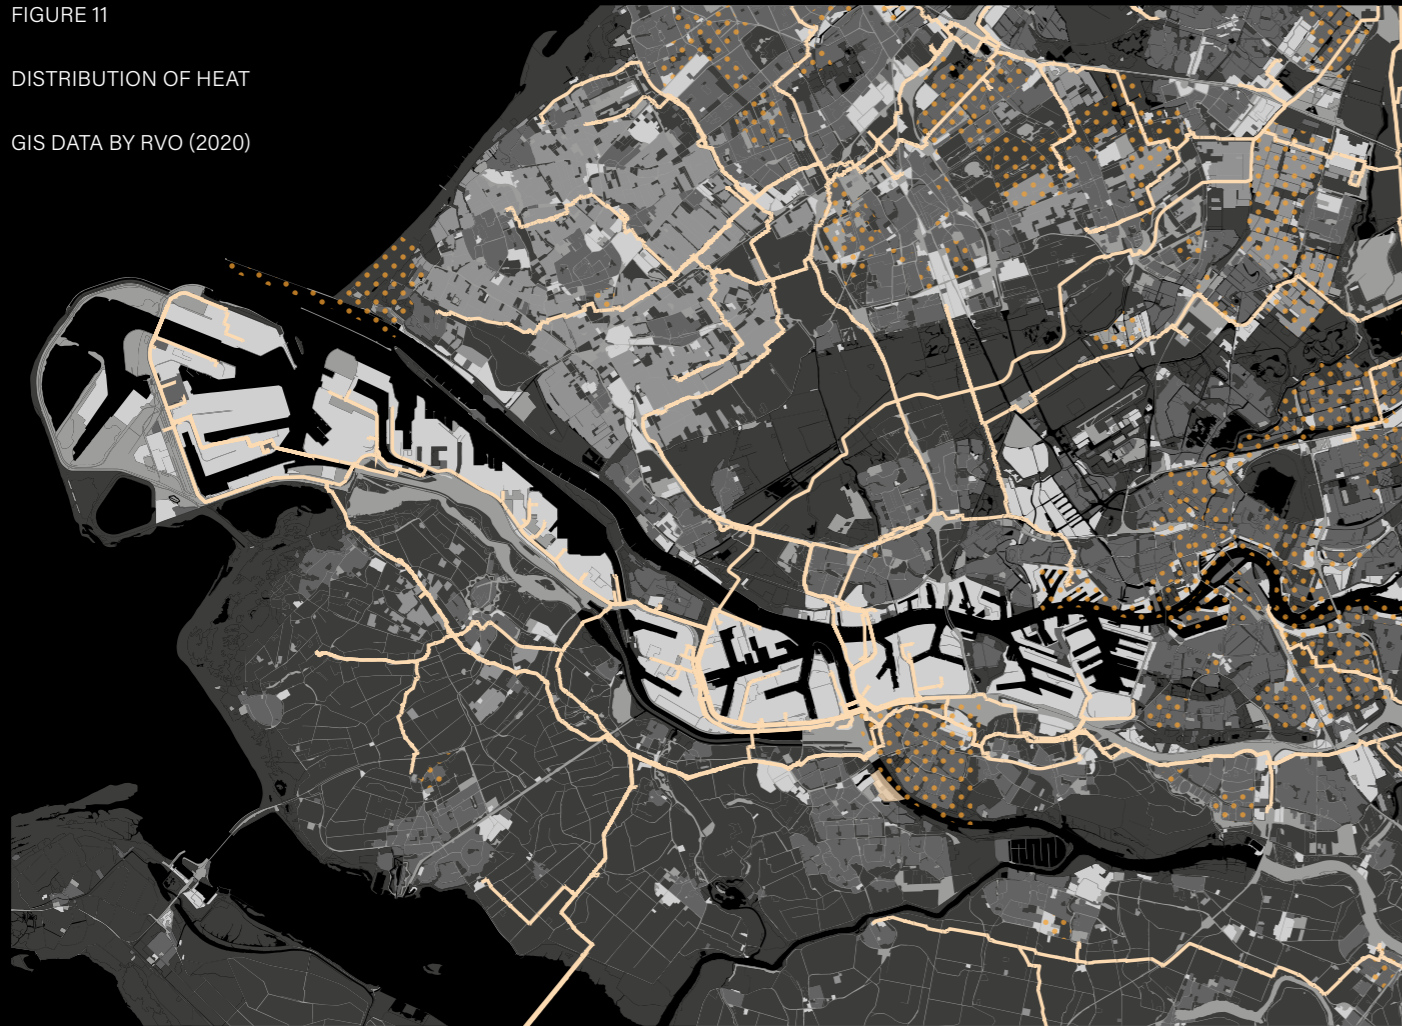 FIGURE 11
DISTRIBUTION OF HEAT
GIS DATA BY RVO (2020)